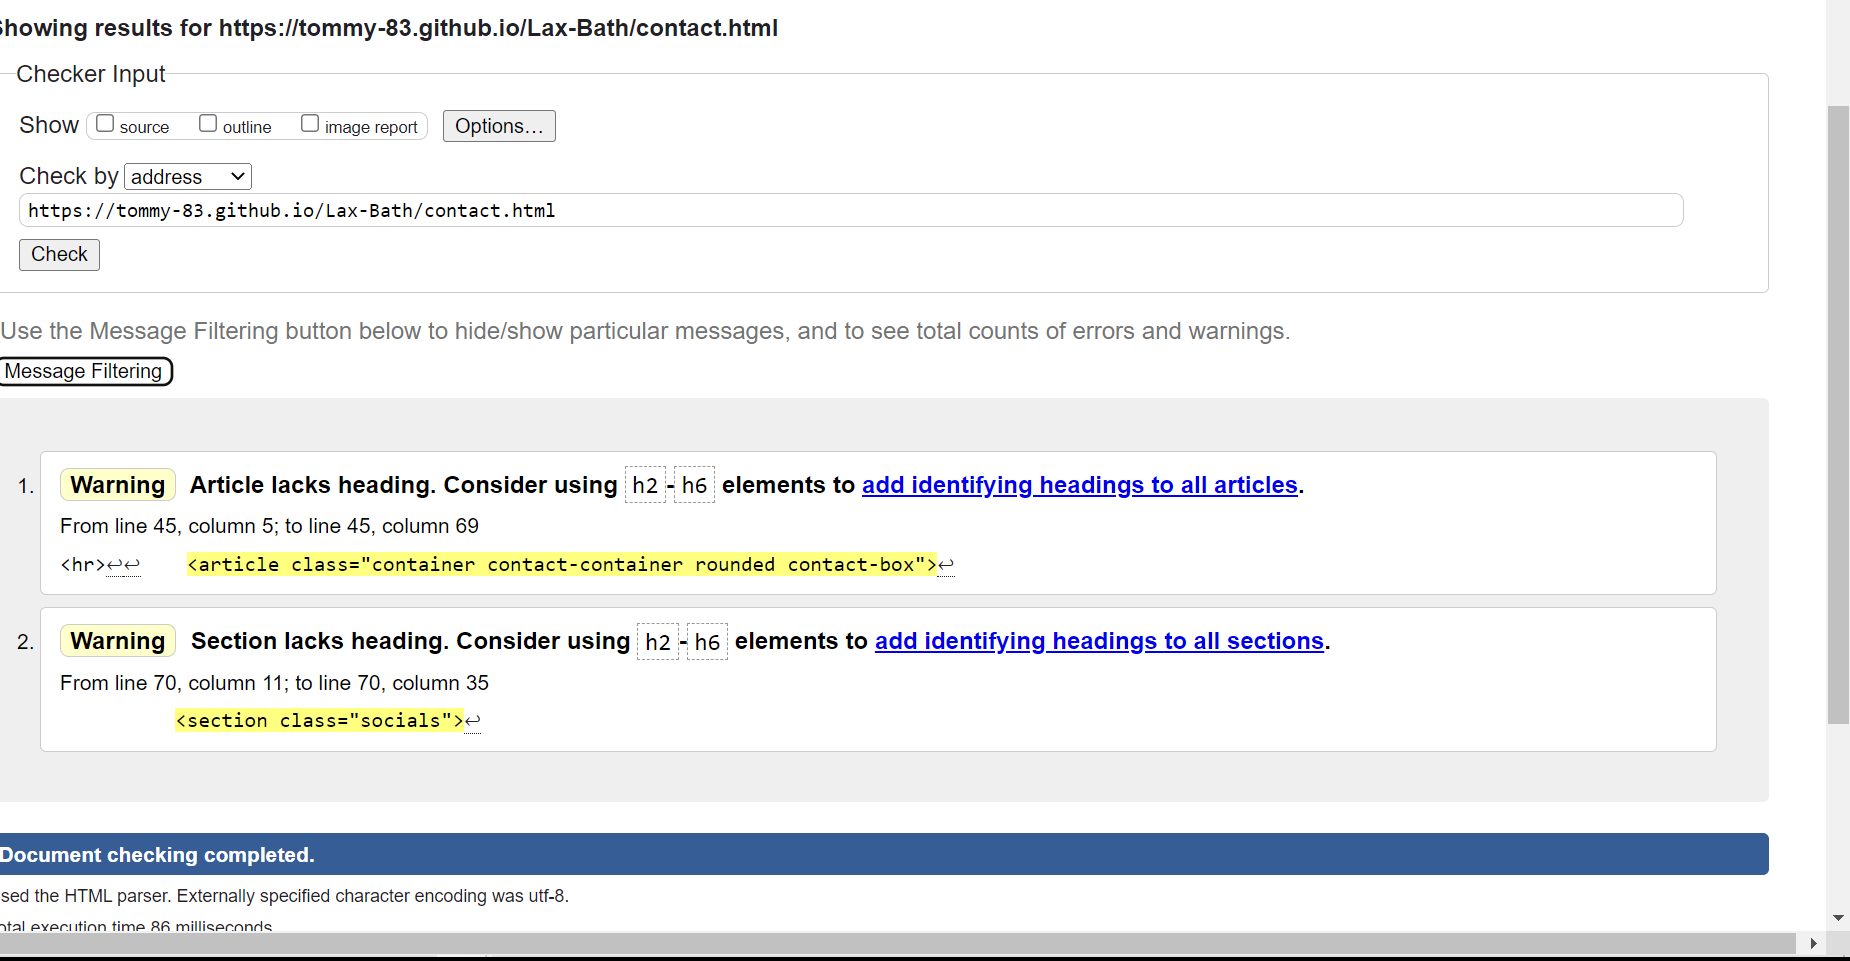 Showing results for https://tommy-83.github.io/Lax-Bath/contact.html
Checker Input
Show source outline image report Options...
Check by address
https://tommy-83.github.io/Lax-Bath/contact.html
Check
Use the Message Filtering button below to hide/show particular messages, and to see total counts of errors and warnings.
Message Filtering
1. Warning Article lacks heading. Consider using h2-h6 elements to add identifying headings to all articles.
From line 45, column 5; to line 45, column 69
<hr>↩↩ <article class="container contact-container rounded contact-box">↩
2. Warning Section lacks heading. Consider using h2-h6 elements to add identifying headings to all sections.
From line 70, column 11; to line 70, column 35
<section class="socials">↩
Document checking completed.
sed the HTML parser. Externally specified character encoding was utf-8.
otal execution time 86 milliseconds